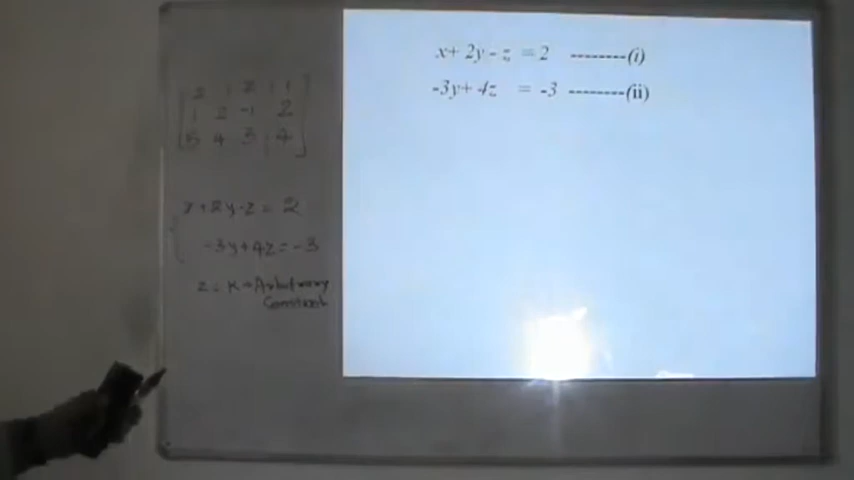 2 1 2 : 1
1 2 -1 2
5 4 3 : 4
x+2y-z = 2
-3y+4z = -3
z = k → Arbitrary
Constant
x+ 2y - z = 2 --------(i)
-3y+ 4z = -3 --------(ii)